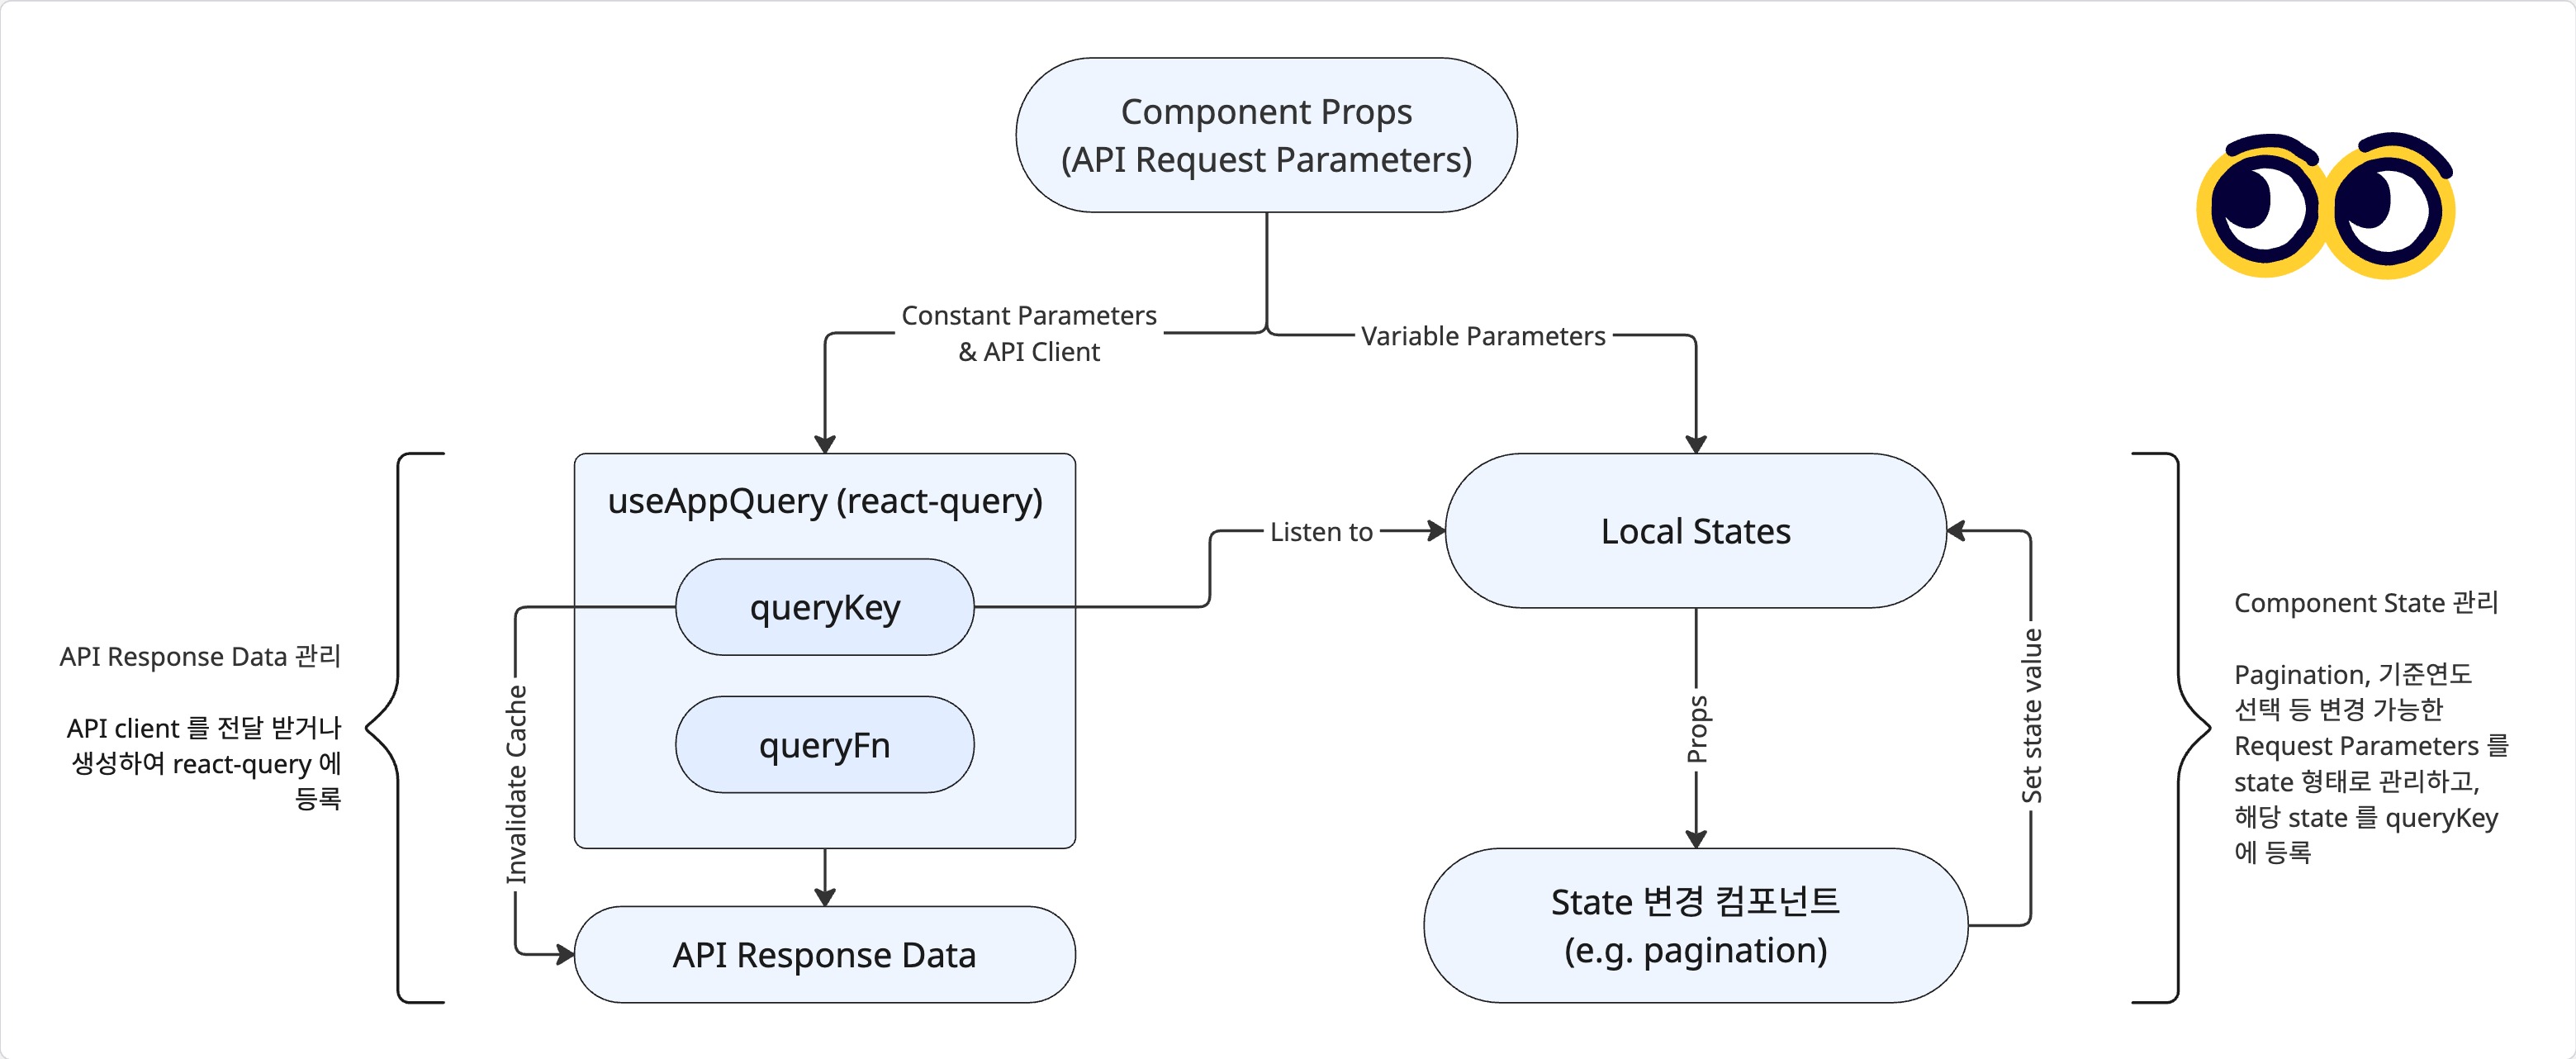 Component Props
(API Request Parameters)
Constant Parameters
& API Client
Variable Parameters
useAppQuery (react-query)
queryKey
queryFn
Listen to
Local States
Invalidate Cache
API Response Data
Props
Set state value
State 변경 컴포넌트
(e.g. pagination)
API Response Data 관리
API client 를 전달 받거나
생성하여 react-query 에
등록
Component State 관리
Pagination, 기준연도
선택 등 변경 가능한
Request Parameters 를
state 형태로 관리하고,
해당 state 를 queryKey
에 등록